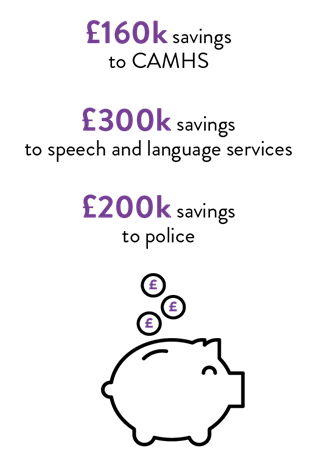 £160k savings
to CAMHS
£300k savings
to speech and language services
£200k savings
to police
£
£
£